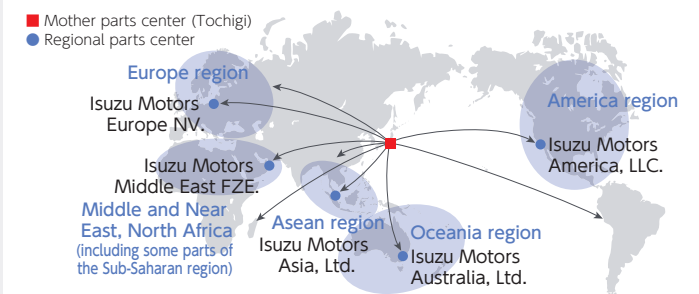 Mother parts center (Tochigi)
Regional parts center
Europe region
Isuzu Motors
Europe NV.
Isuzu Motors
Middle East FZE.
Middle and Near
East, North Africa
(including some parts of
the Sub-Saharan region)
Asean region
Isuzu Motors
Asia, Ltd.
Oceania region
Isuzu Motors
Australia, Ltd.
America region
Isuzu Motors
America, LLC.